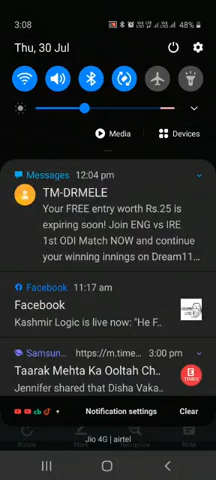 3:08
48%
Thu, 30 Jul
Media
Devices
Messages 12:04 pm
TM-DRMELE
Your FREE entry worth Rs.25 is
expiring soon! Join ENG vs IRE
1st ODI Match NOW and continue
your winning innings on Dream11...
Facebook 11:17 am
Facebook
Kashmir Logic is live now: "He F..
Samsun.. https://m.time.. 3:00 pm
Taarak Mehta Ka Ooltah Ch..
Jennifer shared that Disha Vaka..
Notification settings
Clear
Jio 4G | airtel